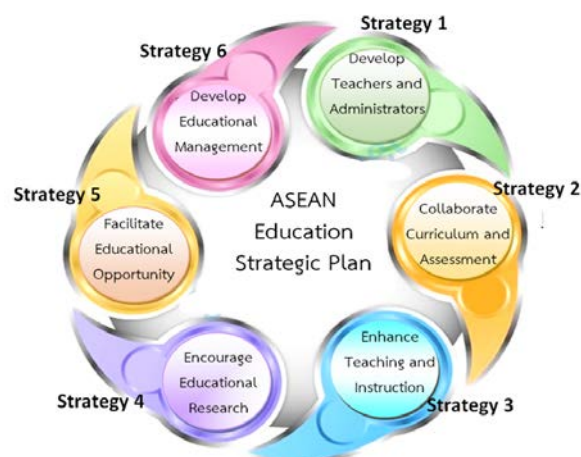 Strategy 1
Develop
Teachers and
Administrators
Strategy 2
Collaborate
Curriculum and
Assessment
Enhance
Teaching and
Instruction
Strategy 3
Encourage
Educational
Research
Strategy 4
Strategy 5
Facilitate
Educational
Opportunity
Strategy 6
Develop
Educational
Management
ASEAN
Education
Strategic Plan